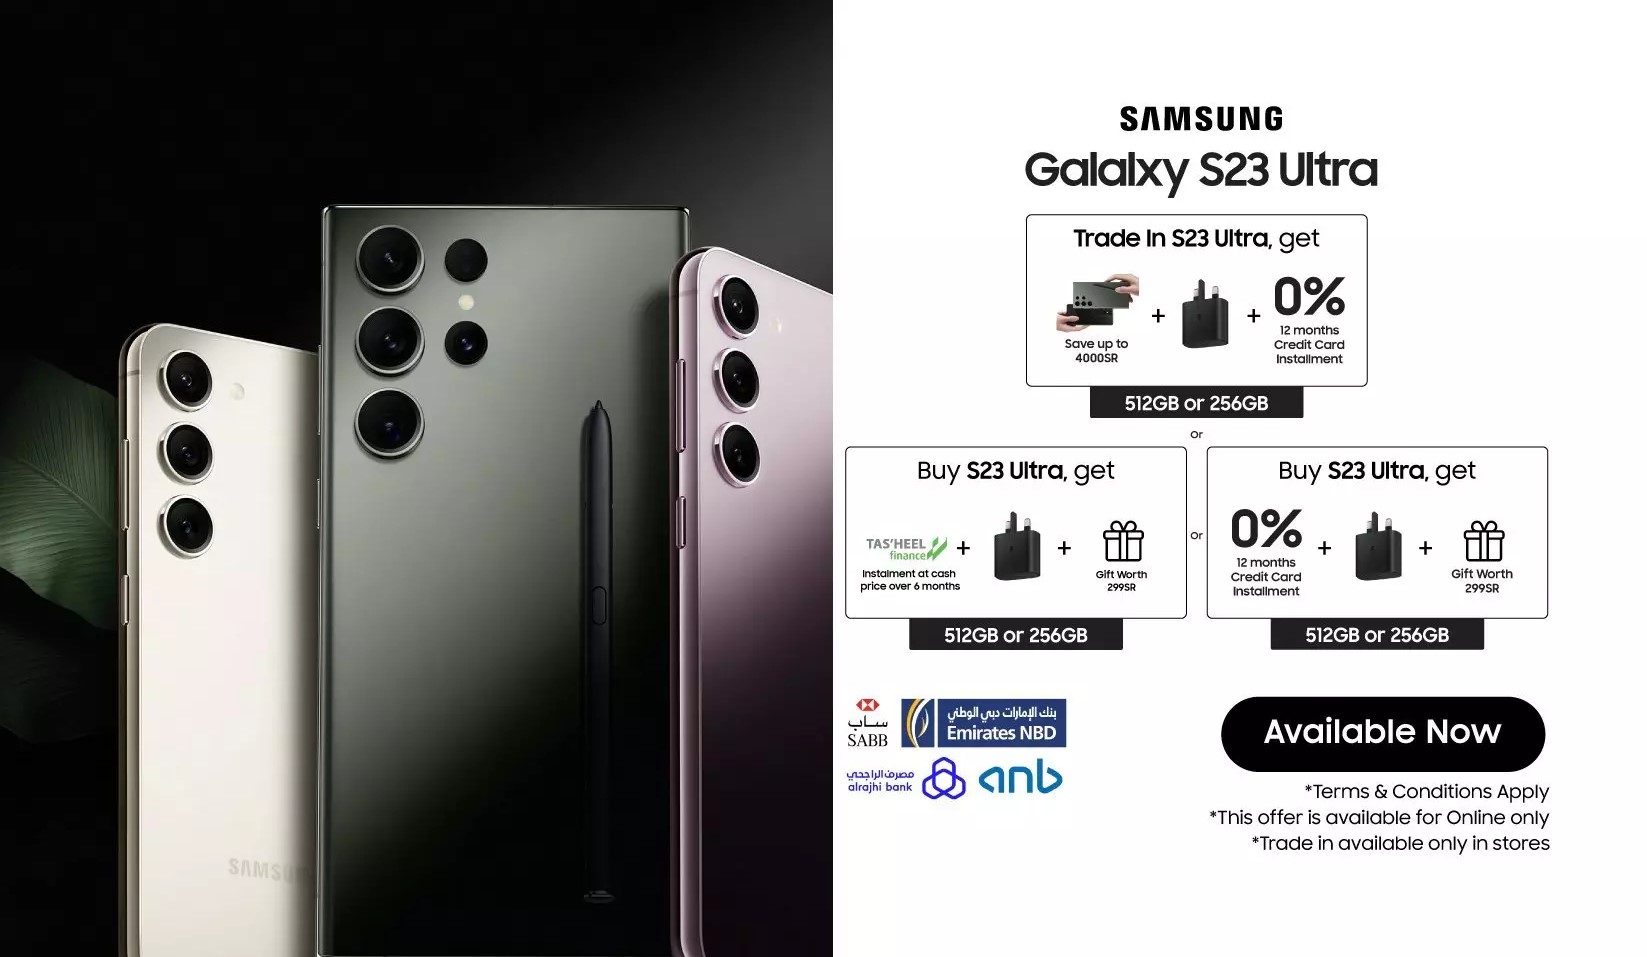 SAMSUNG
Galalxy S23 Ultra
Trade In S23 Ultra, get
Save up to
4000SR
+
+
0%
12 months
Credit Card
Installment
512GB or 256GB
or
Buy S23 Ultra, get
TAS'HEEL
finance
Instalment at cash
price over 6 months
+
+
Gift Worth
299SR
512GB or 256GB
or
Buy S23 Ultra, get
0%
12 months
Credit Card
Installment
+
+
Gift Worth
299SR
512GB or 256GB
ساب
SABB
بنك الإمارات دبي الوطني
Emirates NBD
مصرف الراجحي
alrajhi bank
anb
Available Now
*Terms & Conditions Apply
*This offer is available for Online only
*Trade in available only in stores